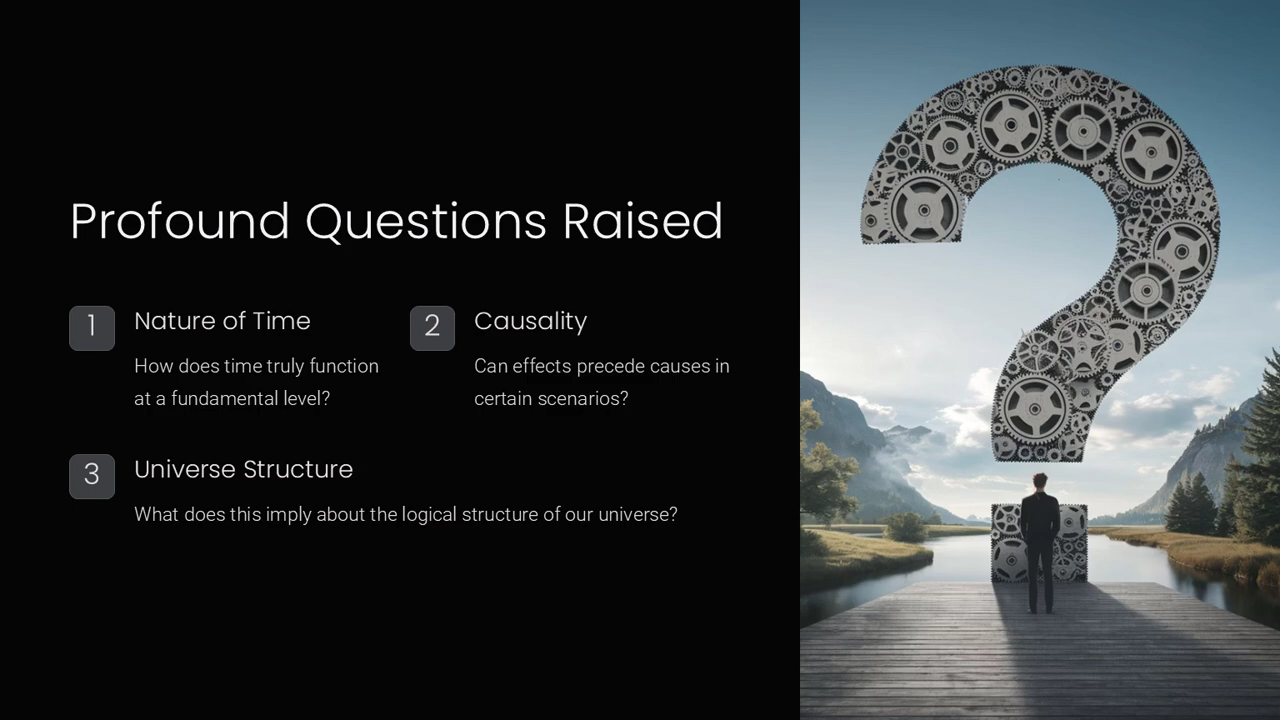 Profound Questions Raised
1
Nature of Time
How does time truly function
at a fundamental level?
2
Causality
Can effects precede causes in
certain scenarios?
3
Universe Structure
What does this imply about the logical structure of our universe?